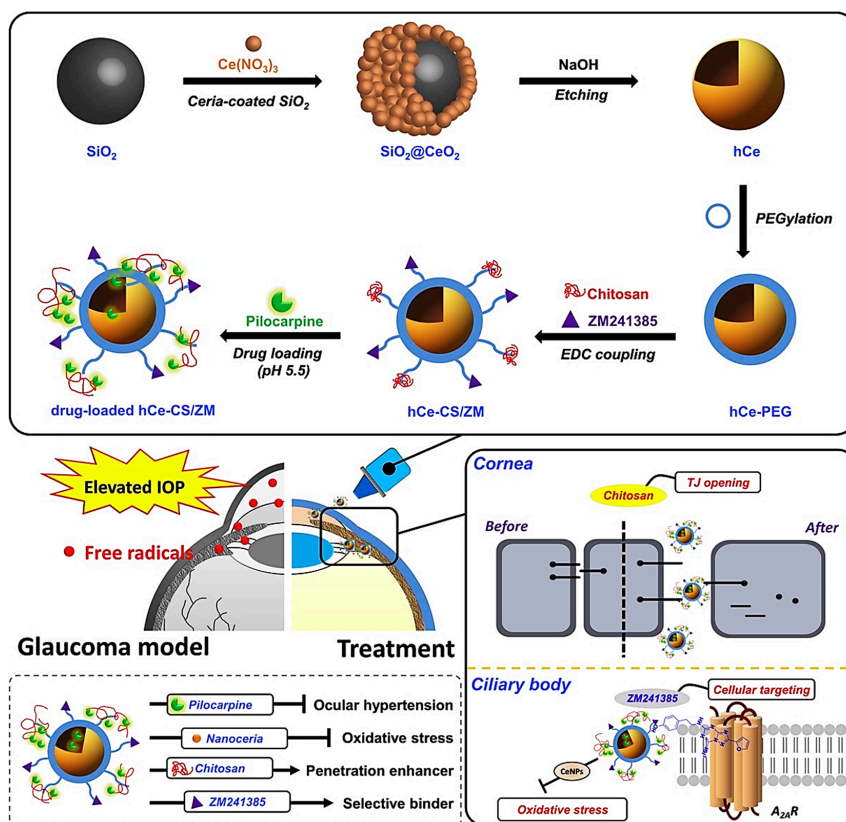 Ce(NO₃)₃
Ceria-coated SiO₂
NaOH
Etching
SiO₂
SiO₂@CeO₂
hCe
PEGylation
Pilocarpine
Drug loading
(pH 5.5)
Chitosan
ZM241385
EDC coupling
drug-loaded hCe-CS/ZM
hCe-CS/ZM
hCe-PEG
Elevated IOP
Free radicals
Glaucoma model
Treatment
Cornea
Chitosan
TJ opening
Before
After
Pilocarpine
Ocular hypertension
Nanoceria
Oxidative stress
Chitosan
Penetration enhancer
ZM241385
Selective binder
Ciliary body
ZM241385
Cellular targeting
CeNPs
Oxidative stress
A₂ₐR